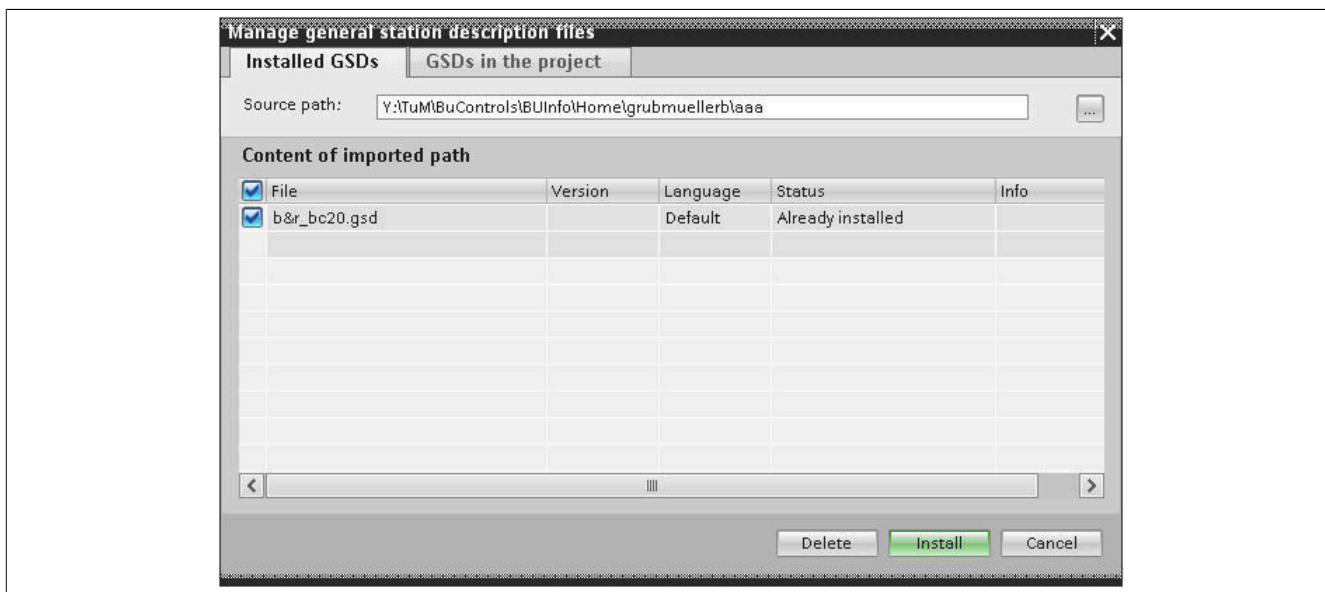 Manage general station description files
Installed GSDs GSDs in the project
Source path: Y:\TuM\BuControls\BUInfo\Home\grubmuellerb\aaa ...
Content of imported path
File Version Language Status Info
b&r_bc20.gsd Default Already installed
Delete Install Cancel